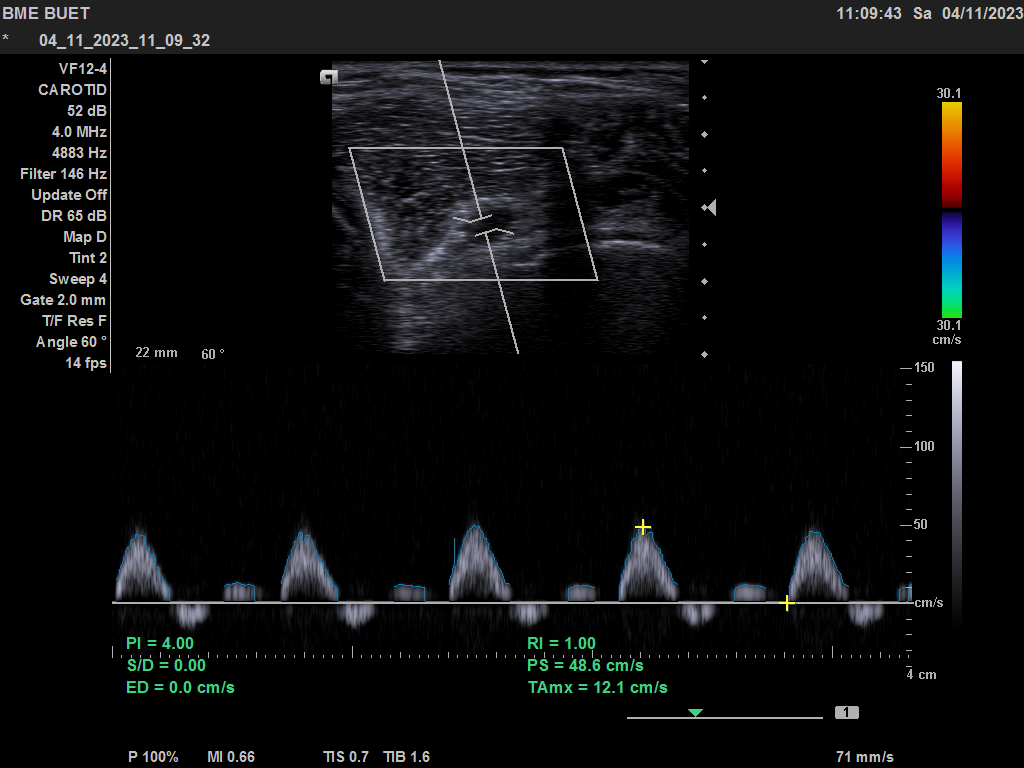 BME BUET
11:09:43 Sa 04/11/2023
* 04_11_2023_11_09_32
VF12-4
CAROTID
52 dB
4.0 MHz
4883 Hz
Filter 146 Hz
Update Off
DR 65 dB
Map D
Tint 2
Sweep 4
Gate 2.0 mm
T/F Res F
Angle 60 °
14 fps
22 mm 60 °
30.1
30.1
cm/s
150
100
50
cm/s
4 cm
PI = 4.00
S/D = 0.00
ED = 0.0 cm/s
RI = 1.00
PS = 48.6 cm/s
TAmx = 12.1 cm/s
1
P 100% MI 0.66 TIS 0.7 TIB 1.6 71 mm/s